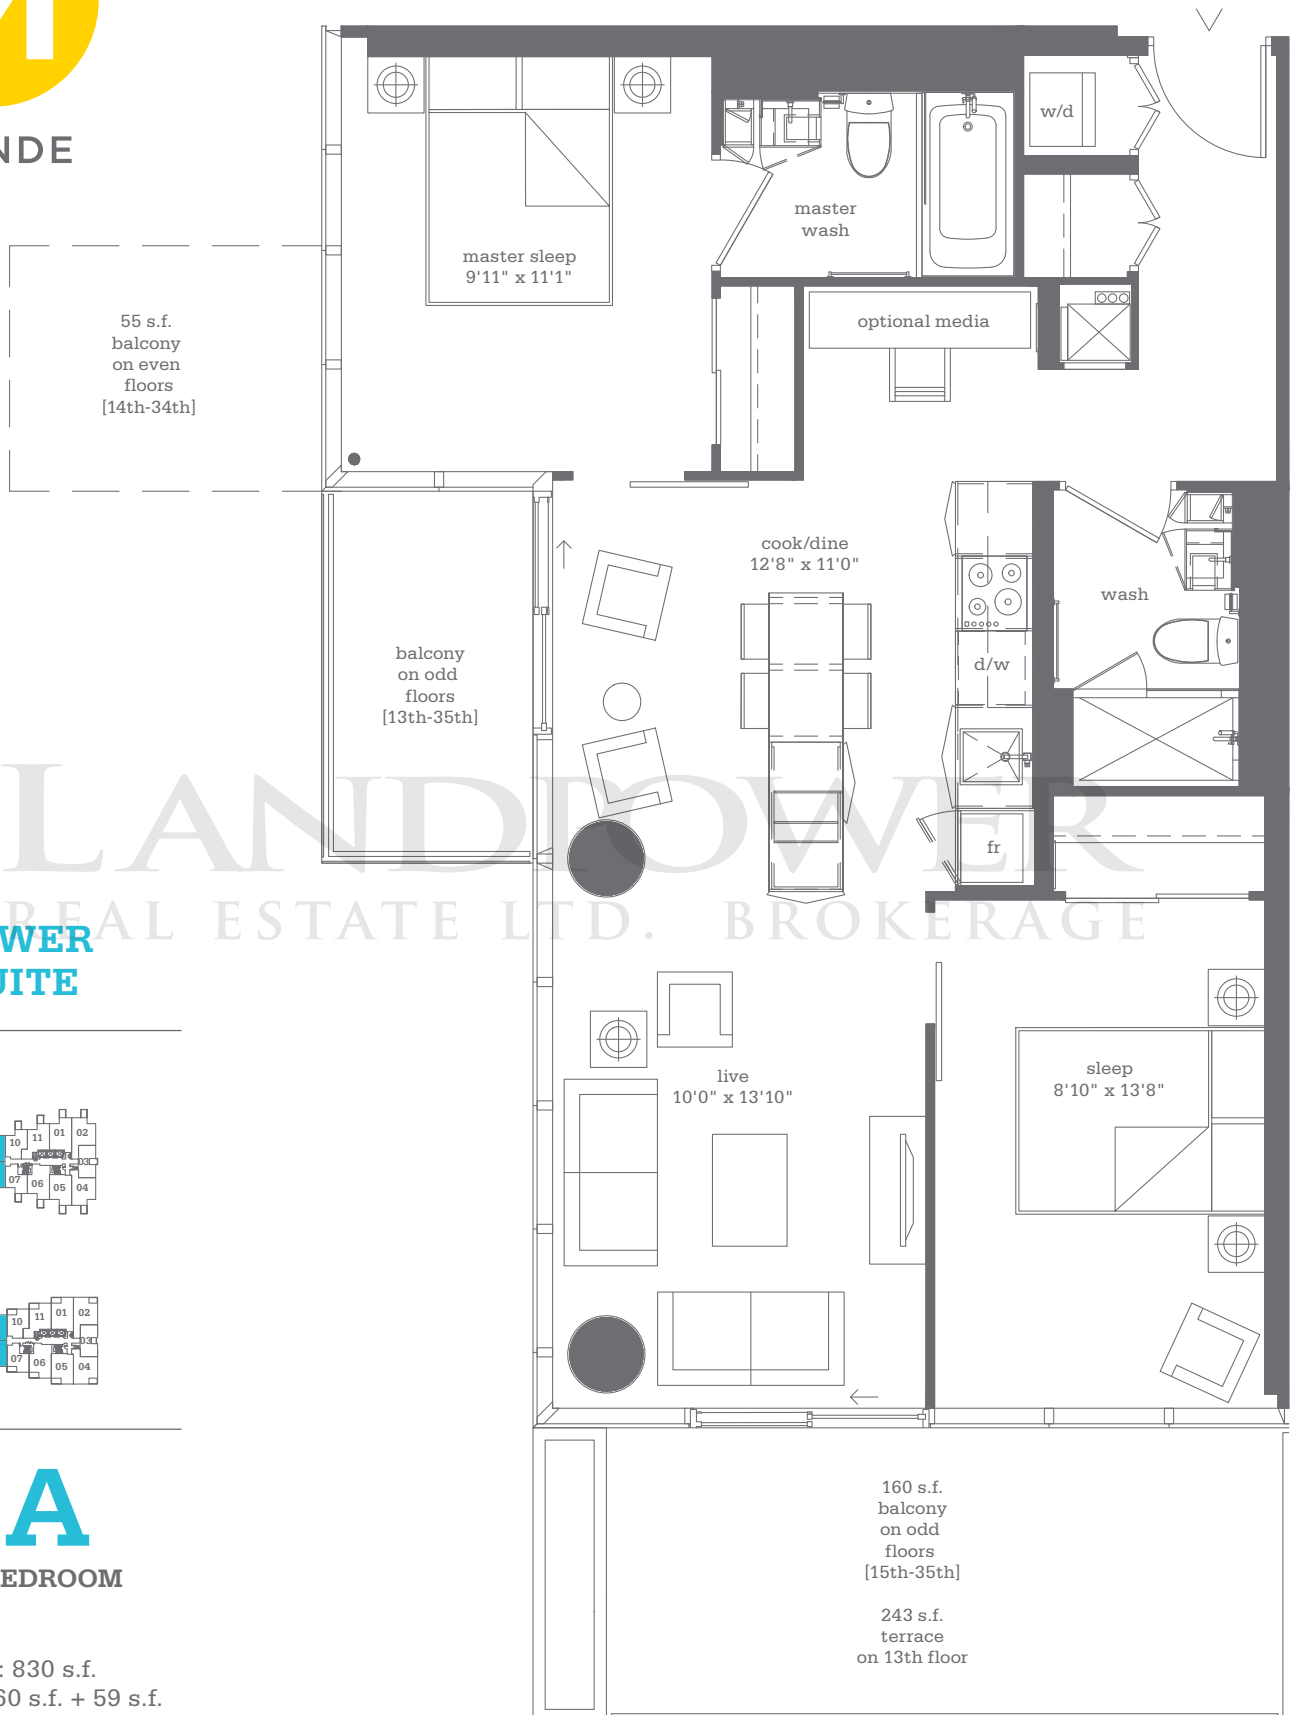 NDE
w/d
master
wash
master sleep
9'11" x 11'1"
optional media
55 s.f.
balcony
on even
floors
[14th-34th]
cook/dine
12'8" x 11'0"
wash
balcony
on odd
floors
[13th-35th]
d/w
fr
LANDPOWER
REAL ESTATE LTD. BROKERAGE
WER
UITE
live
10'0" x 13'10"
sleep
8'10" x 13'8"
10 11 01 02
03
07 06 05 04
10 11 01 02
03
07 06 05 04
A
EDROOM
: 830 s.f.
60 s.f. + 59 s.f.
160 s.f.
balcony
on odd
floors
[15th-35th]
243 s.f.
terrace
on 13th floor